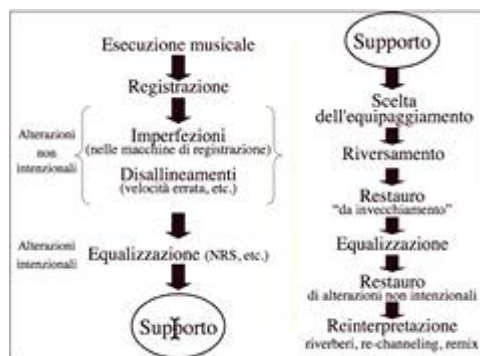 Esecuzione musicale
Registrazione
Alterazioni
non
intenzionali
Imperfezioni
(nelle macchine di registrazione)
Disallineamenti
(velocità errata, etc.)
Alterazioni
intenzionali
Equalizzazione (NRS, etc.)
Supporto
Supporto
Scelta
dell'equipaggiamento
Riversamento
Restauro
“da invecchiamento”
Equalizzazione
Restauro
di alterazioni non intenzionali
Reinterpretazione
riverberi, re-channeling, remix